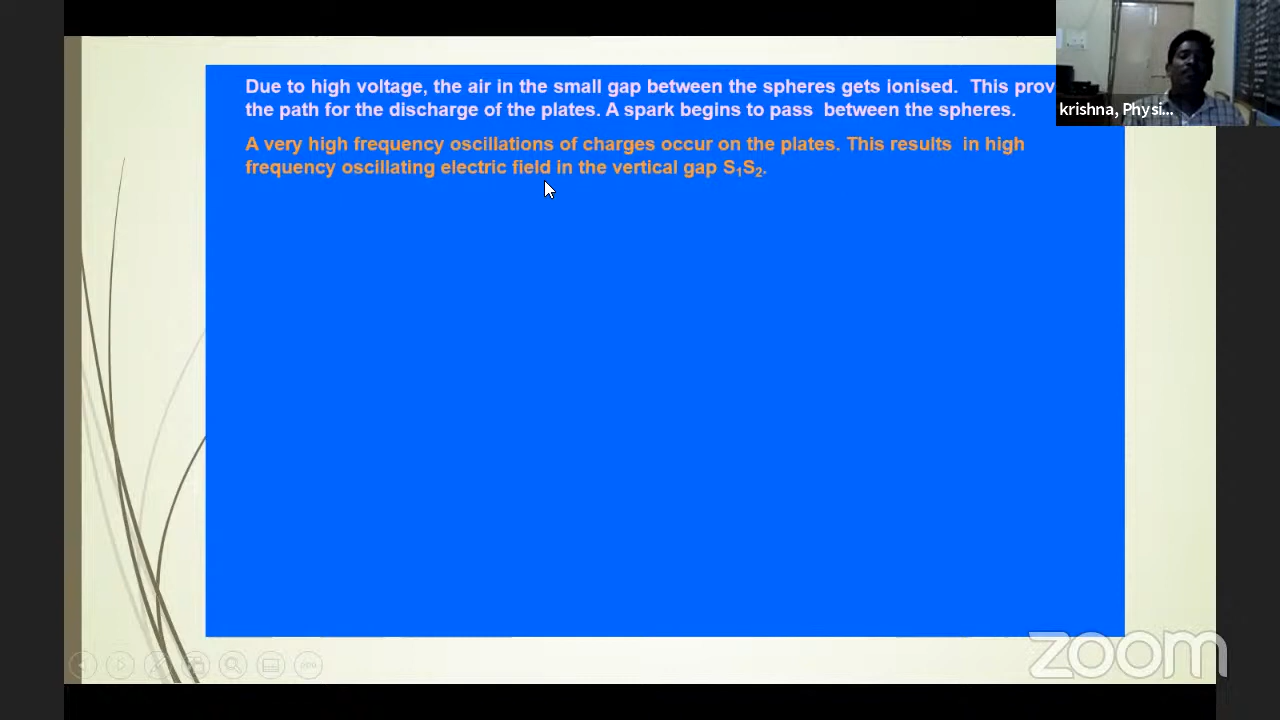 Due to high voltage, the air in the small gap between the spheres gets ionised. This prov
the path for the discharge of the plates. A spark begins to pass between the spheres.
krishna, Physi...
A very high frequency oscillations of charges occur on the plates. This results in high
frequency oscillating electric field in the vertical gap S₁S₂.
zoom